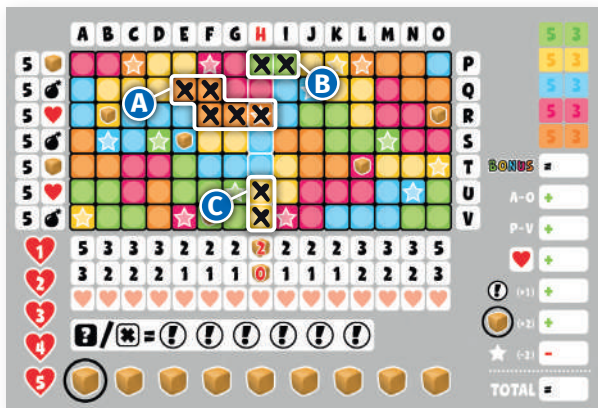 A B C D E F G H I J K L M N O
5 P
5 Q
5 R
5 S
5 T
5 U
5 V
A
B
C
5 3 3 3 2 2 2 2 2 2 2 3 3 3 5
3 2 2 2 1 1 1 0 1 1 1 2 2 2 3
? / X = ! ! ! ! ! ! !
1
2
3
4
5
5 3
5 3
5 3
5 3
5 3
BONUS =
A-O +
P-V +
+
! (+1) +
(+2) +
(-2) -
TOTAL =